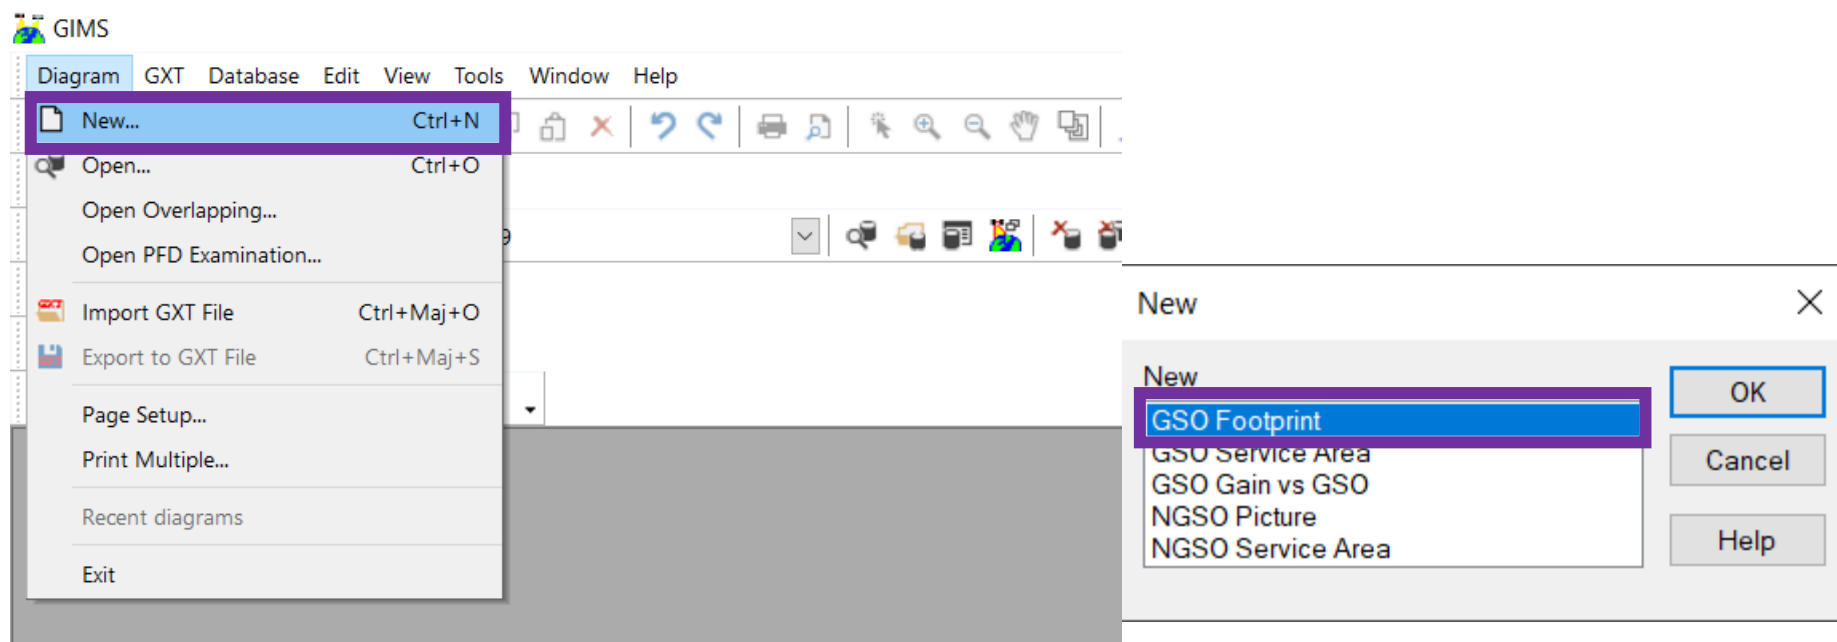 GIMS
Diagram GXT Database Edit View Tools Window Help
New... Ctrl+N
Open... Ctrl+O
Open Overlapping...
9
Open PFD Examination...
Import GXT File Ctrl+Maj+O
Export to GXT File Ctrl+Maj+S
Page Setup...
Print Multiple...
Recent diagrams
Exit
New
New
OK
GSO Footprint
GSO Service Area
Cancel
GSO Gain vs GSO
NGSO Picture
Help
NGSO Service Area